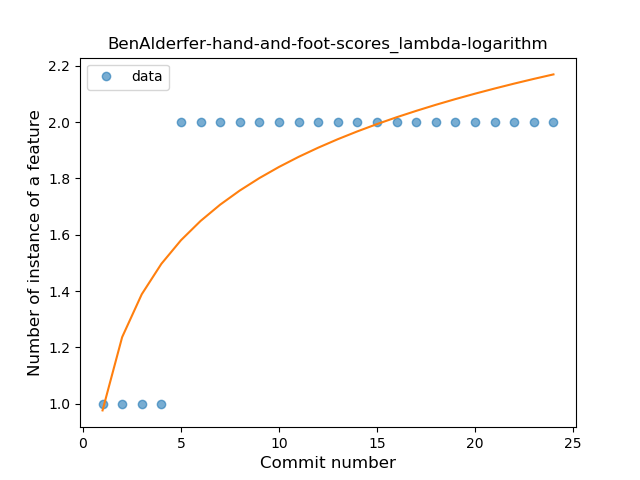 BenAlderfer-hand-and-foot-scores_lambda-logarithm
data
Number of instance of a feature
2.2
2.0
1.8
1.6
1.4
1.2
1.0
0 5 10 15 20 25
Commit number